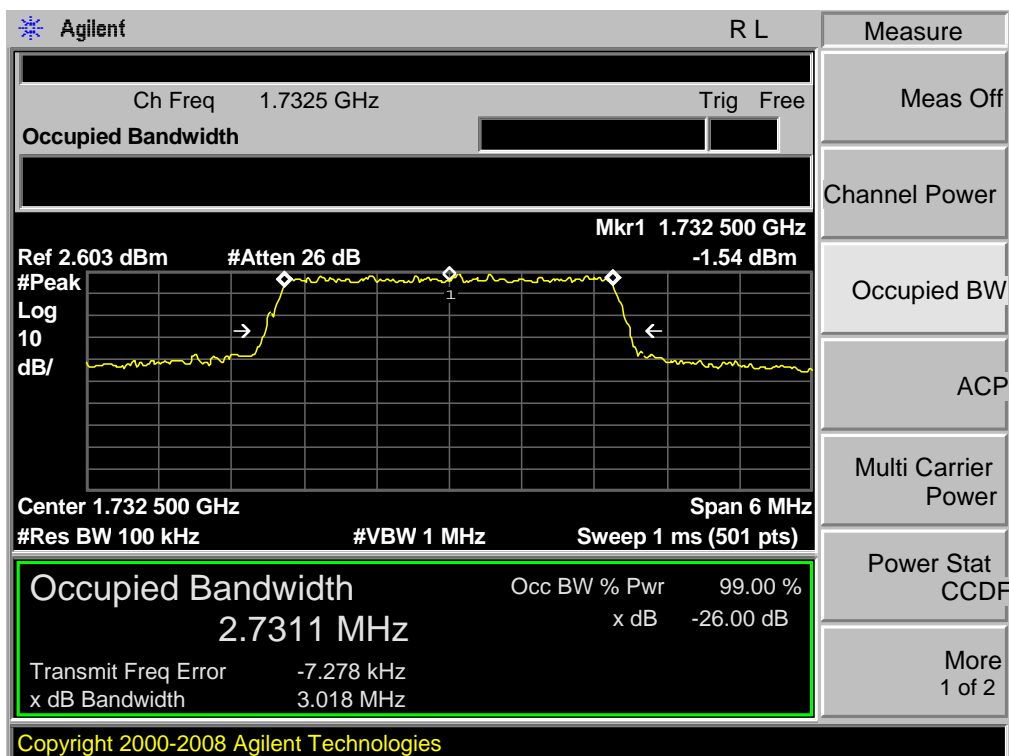 Agilent R L
Measure
Ch Freq 1.7325 GHz Trig Free
Occupied Bandwidth
Meas Off
Channel Power
Mkr1 1.732 500 GHz
Ref 2.603 dBm #Atten 26 dB -1.54 dBm
#Peak
Log
10
dB/
1
Occupied BW
ACP
Center 1.732 500 GHz Span 6 MHz
#Res BW 100 kHz #VBW 1 MHz Sweep 1 ms (501 pts)
Multi Carrier
Power
Occupied Bandwidth Occ BW % Pwr 99.00 %
2.7311 MHz x dB -26.00 dB
Transmit Freq Error -7.278 kHz
x dB Bandwidth 3.018 MHz
Power Stat
CCDF
More
1 of 2
Copyright 2000-2008 Agilent Technologies